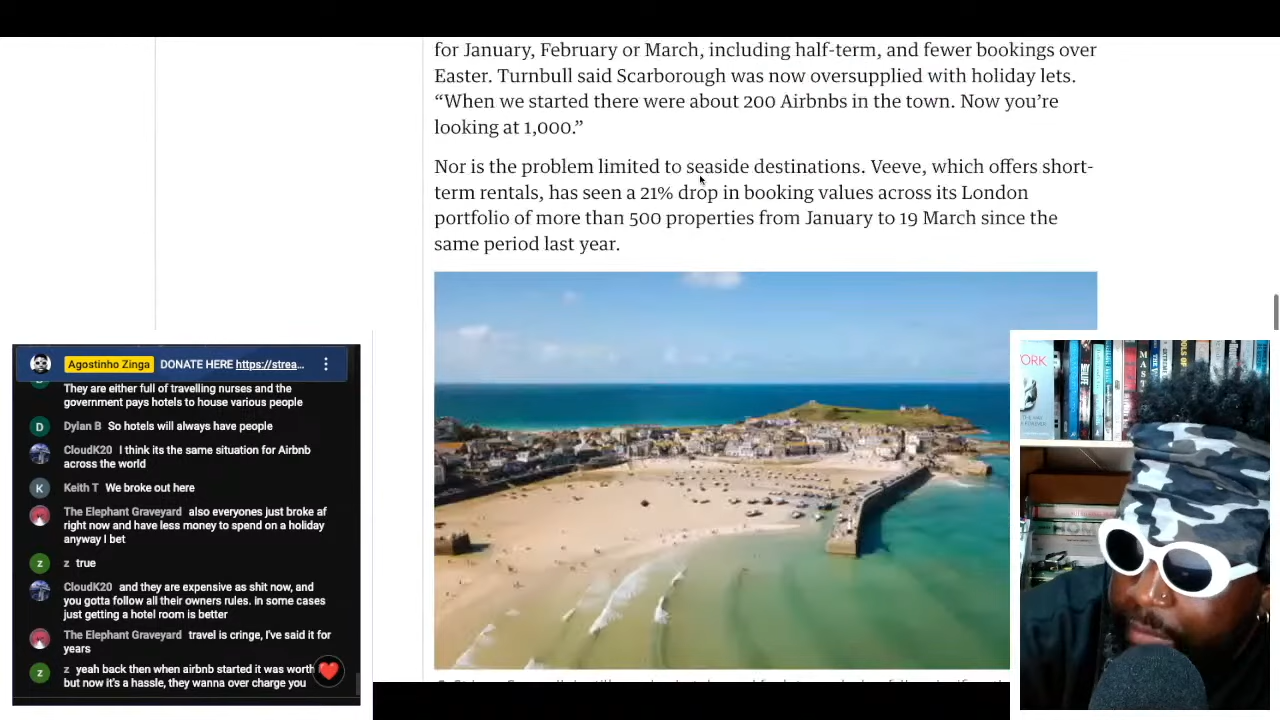 for January, February or March, including half-term, and fewer bookings over
Easter. Turnbull said Scarborough was now oversupplied with holiday lets.
“When we started there were about 200 Airbnbs in the town. Now you’re
looking at 1,000.”
Nor is the problem limited to seaside destinations. Veeve, which offers short-
term rentals, has seen a 21% drop in booking values across its London
portfolio of more than 500 properties from January to 19 March since the
same period last year.
Agostinho Zinga DONATE HERE https://strea...
They are either full of travelling nurses and the
government pays hotels to house various people
D Dylan B So hotels will always have people
CloudK20 I think its the same situation for Airbnb
across the world
K Keith T We broke out here
The Elephant Graveyard also everyones just broke af
right now and have less money to spend on a holiday
anyway I bet
z z true
CloudK20 and they are expensive as shit now, and
you gotta follow all their owners rules. in some cases
just getting a hotel room is better
The Elephant Graveyard travel is cringe, I've said it for
years
z z yeah back then when airbnb started it was worth
but now it's a hassle, they wanna over charge you
ORK
MAST